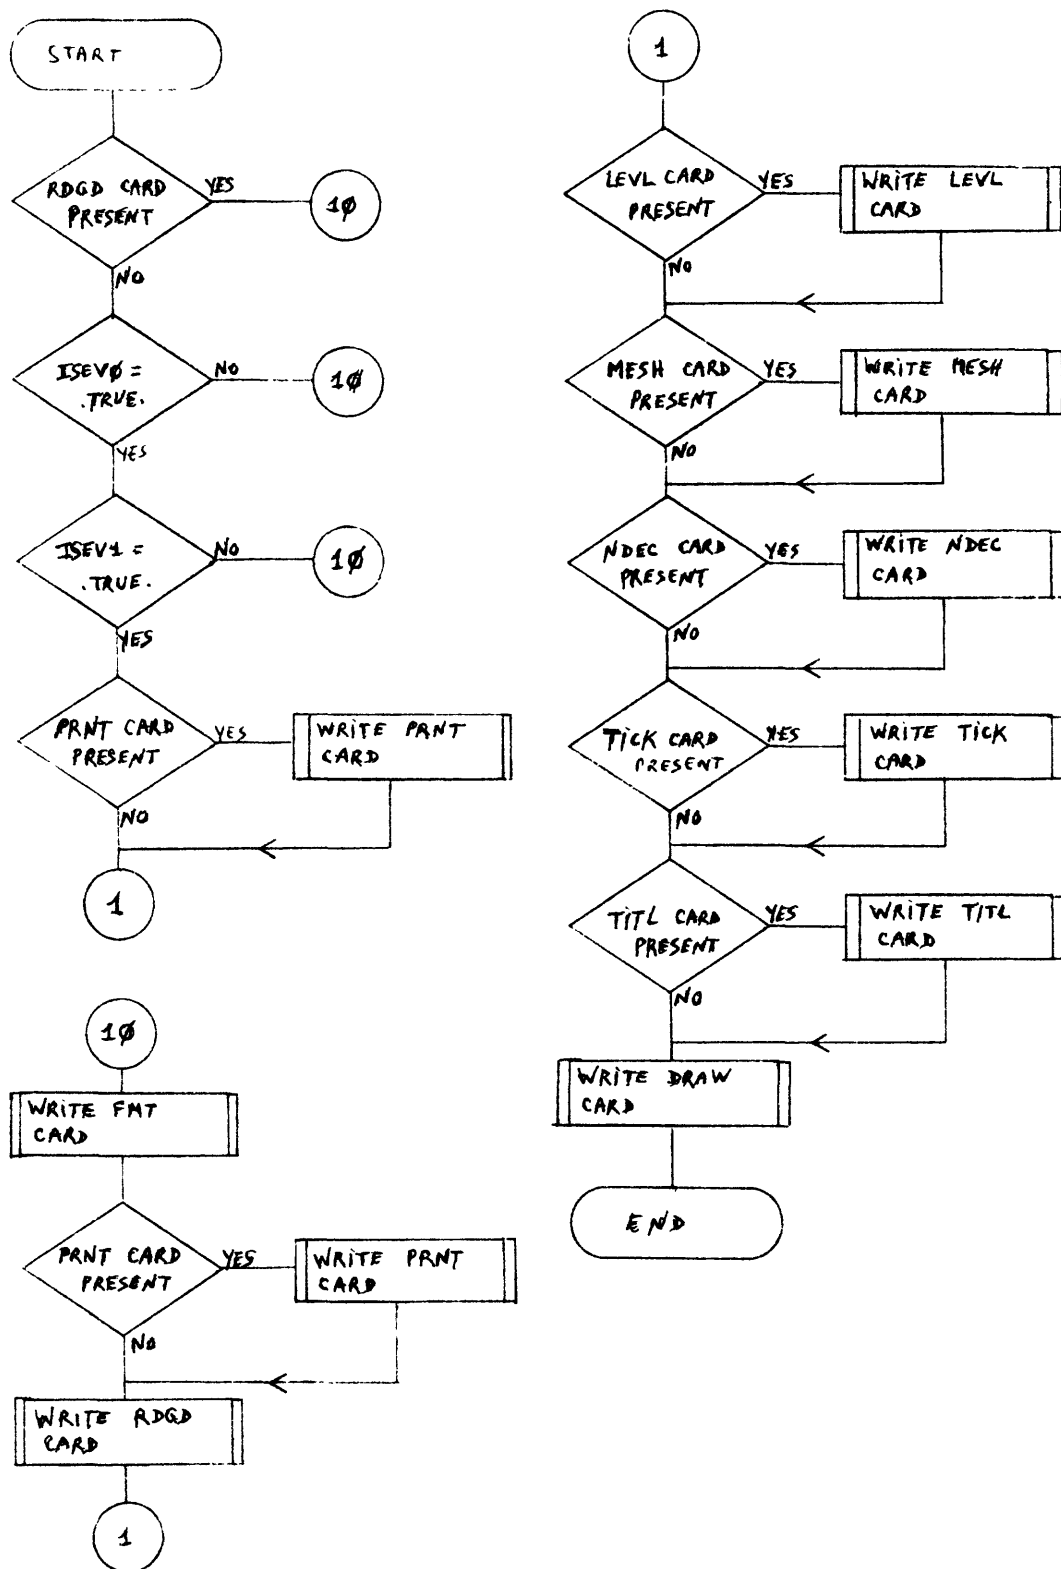 START
RDGD CARD
PRESENT
YES
1Ø
NO
ISEVØ =
.TRUE.
NO
1Ø
YES
ISEV1 =
.TRUE.
NO
1Ø
YES
PRNT CARD
PRESENT
YES
WRITE PRNT
CARD
NO
1
1Ø
WRITE FMT
CARD
PRNT CARD
PRESENT
YES
WRITE PRNT
CARD
NO
WRITE RDGD
CARD
1
1
LEVL CARD
PRESENT
YES
WRITE LEVL
CARD
NO
MESH CARD
PRESENT
YES
WRITE MESH
CARD
NO
NDEC CARD
PRESENT
YES
WRITE NDEC
CARD
NO
TICK CARD
PRESENT
YES
WRITE TICK
CARD
NO
TITL CARD
PRESENT
YES
WRITE TITL
CARD
NO
WRITE DRAW
CARD
END